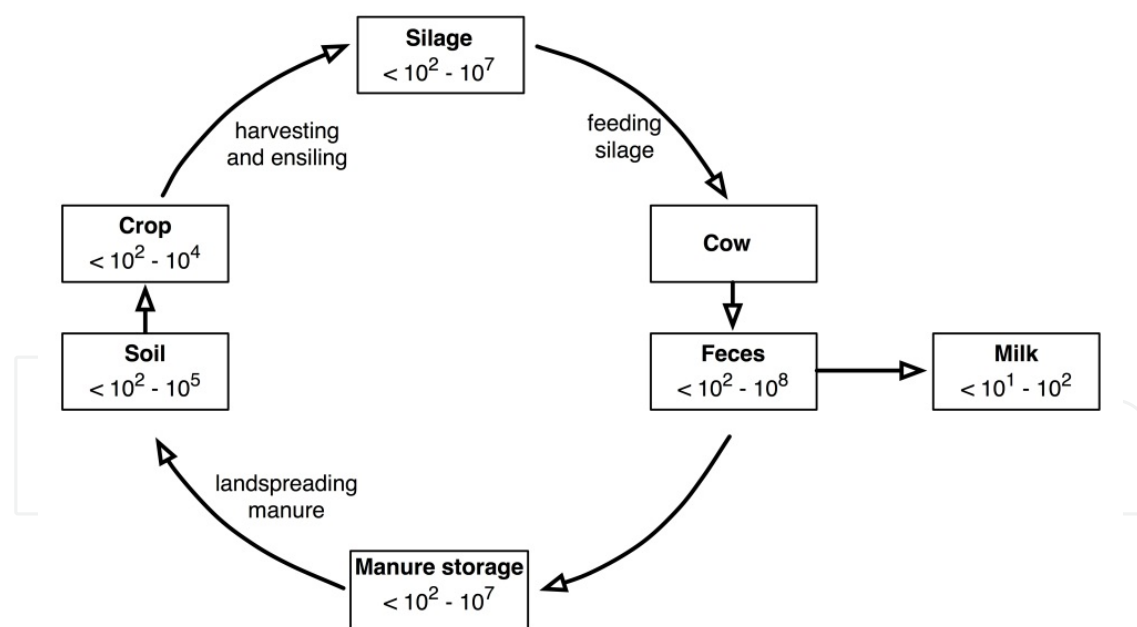 Silage
< 10² - 10⁷
harvesting
and ensiling
feeding
silage
Crop
< 10² - 10⁴
Cow
Soil
< 10² - 10⁵
Feces
< 10² - 10⁸
Milk
< 10¹ - 10²
landspreading
manure
Manure storage
< 10² - 10⁷